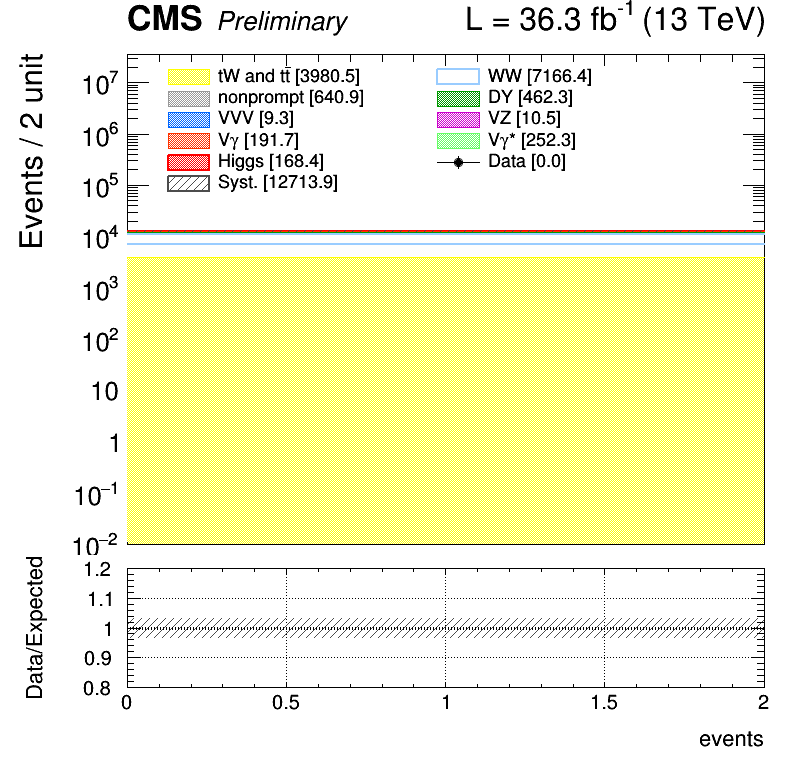 CMS Preliminary L = 36.3 fb⁻¹ (13 TeV)
Events / 2 unit
tW and tt̄ [3980.5]
nonprompt [640.9]
VVV [9.3]
Vγ [191.7]
Higgs [168.4]
Syst. [12713.9]
WW [7166.4]
DY [462.3]
VZ [10.5]
Vγ* [252.3]
Data [0.0]
10⁷
10⁶
10⁵
10⁴
10³
10²
10
1
10⁻¹
10⁻²
Data/Expected
1.2
1.1
1
0.9
0.8
0 0.5 1 1.5 2
events